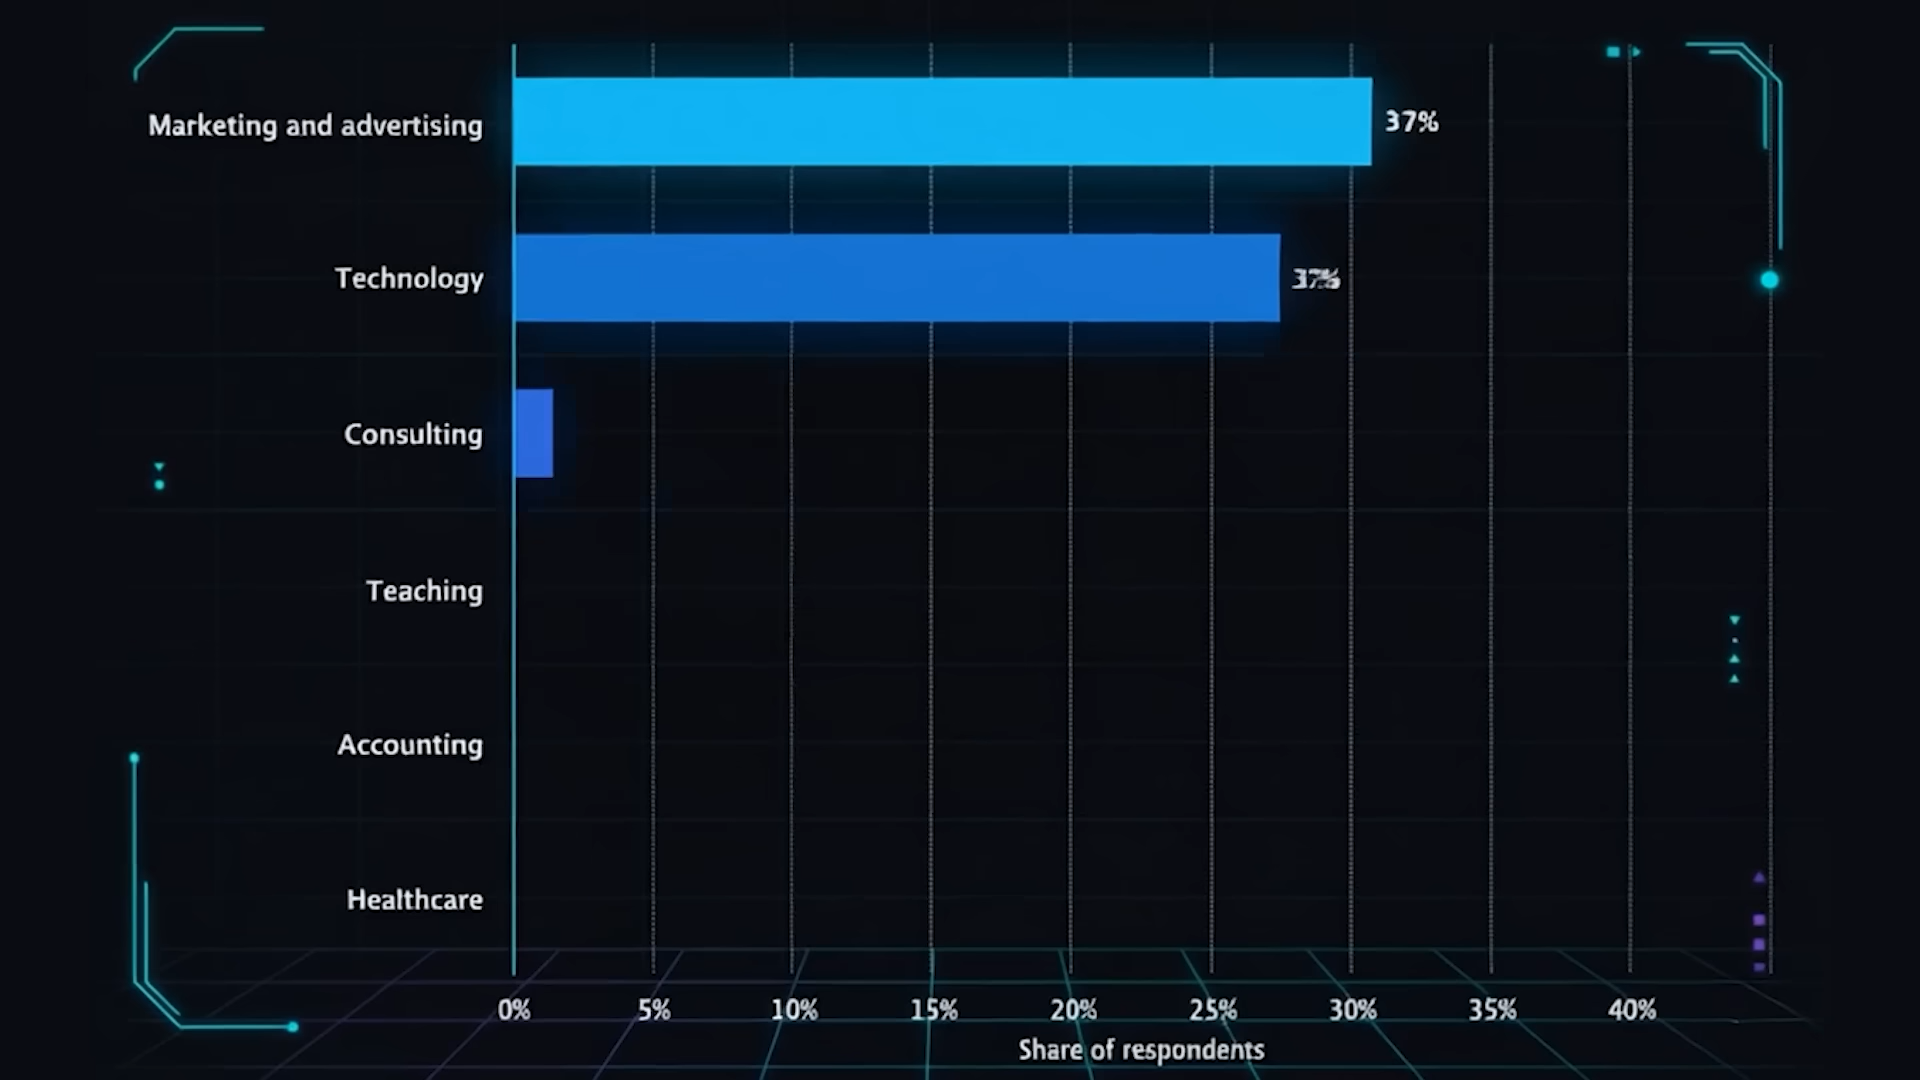 Marketing and advertising
37%
Technology
Consulting
Teaching
Accounting
Healthcare
0% 5% 10% 15% 20% 25% 30% 35% 40%
Share of respondents